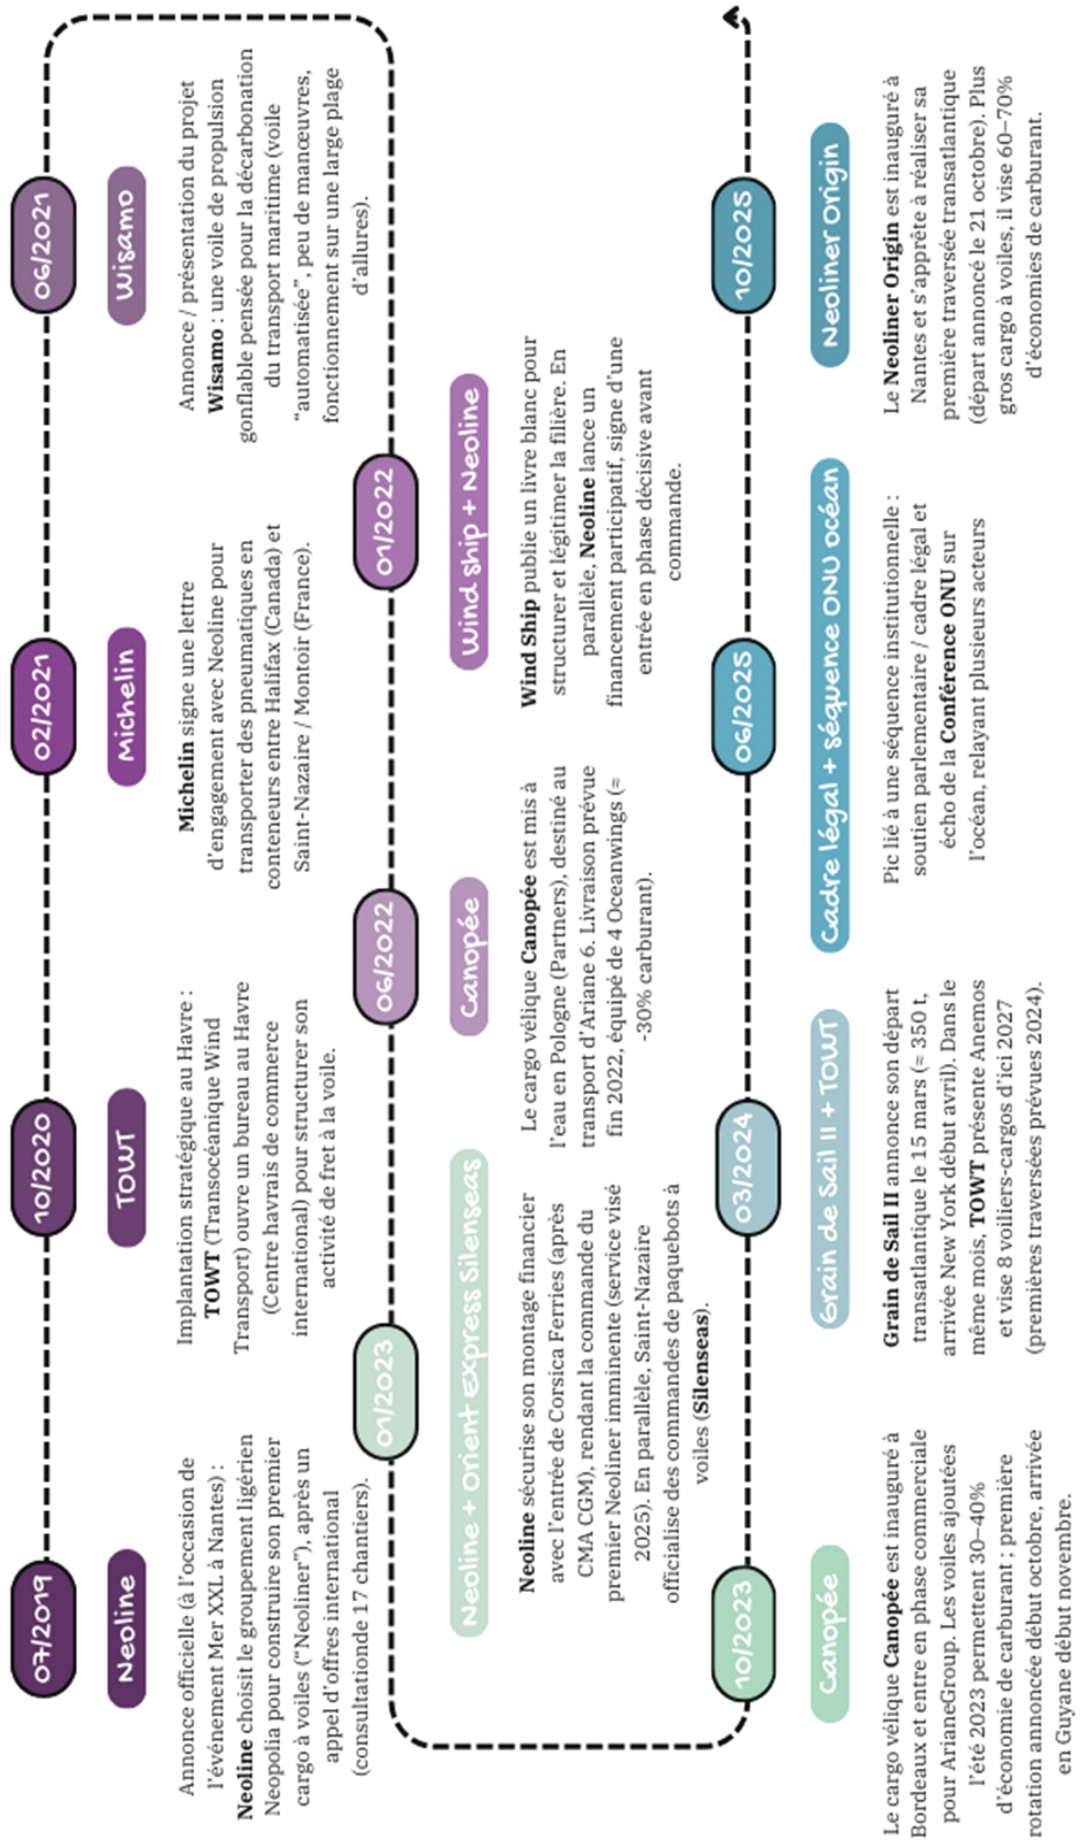 07/2019
Neoline
Annonce officielle (à l'occasion de
l'événement Mer XXL à Nantes) :
Neoline choisit le groupement ligérien
Neopolia pour construire son premier
cargo à voiles ("Neoliner"), après un
appel d'offres international
(consultationde 17 chantiers).
10/2020
TOWT
Implantation stratégique au Havre :
TOWT (Transocéanique Wind
Transport) ouvre un bureau au Havre
(Centre havrais de commerce
international) pour structurer son
activité de fret à la voile.
02/2021
Michelin
Michelin signe une lettre
d'engagement avec Neoline pour
transporter des pneumatiques en
conteneurs entre Halifax (Canada) et
Saint-Nazaire / Montoir (France).
06/2021
Wisamo
Annonce / présentation du projet
Wisamo : une voile de propulsion
gonflable pensée pour la décarbonation
du transport maritime (voile
“automatisée”, peu de manœuvres,
fonctionnement sur une large plage
d'allures).
01/2022
Wind ship + Neoline
Wind Ship publie un livre blanc pour
structurer et légitimer la filière. En
parallèle, Neoline lance un
financement participatif, signe d'une
entrée en phase décisive avant
commande.
06/2022
Canopée
Le cargo vélique Canopée est mis à
l'eau en Pologne (Partners), destiné au
transport d'Ariane 6. Livraison prévue
fin 2022, équipé de 4 Oceanwings (≈
-30% carburant).
01/2023
Neoline + Orient Express Silenseas
Neoline sécurise son montage financier
avec l'entrée de Corsica Ferries (après
CMA CGM), rendant la commande du
premier Neoliner imminente (service visé
2025). En parallèle, Saint-Nazaire
officialise des commandes de paquebots à
voiles (Silenseas).
10/2023
Canopée
Le cargo vélique Canopée est inauguré à
Bordeaux et entre en phase commerciale
pour ArianeGroup. Les voiles ajoutées
l'été 2023 permettent 30–40%
d'économie de carburant ; première
rotation annoncée début octobre, arrivée
en Guyane début novembre.
03/2024
Grain de Sail II + TOWT
Grain de Sail II annonce son départ
transatlantique le 15 mars (≈ 350 t,
arrivée New York début avril). Dans le
même mois, TOWT présente Anemos
et vise 8 voiliers-cargos d'ici 2027
(premières traversées prévues 2024).
06/2025
Cadre légal + séquence ONU océan
Pic lié à une séquence institutionnelle :
soutien parlementaire / cadre légal et
écho de la Conférence ONU sur
l'océan, relayant plusieurs acteurs
10/2025
Neoliner Origin
Le Neoliner Origin est inauguré à
Nantes et s'apprête à réaliser sa
première traversée transatlantique
(départ annoncé le 21 octobre). Plus
gros cargo à voiles, il vise 60–70%
d'économies de carburant.